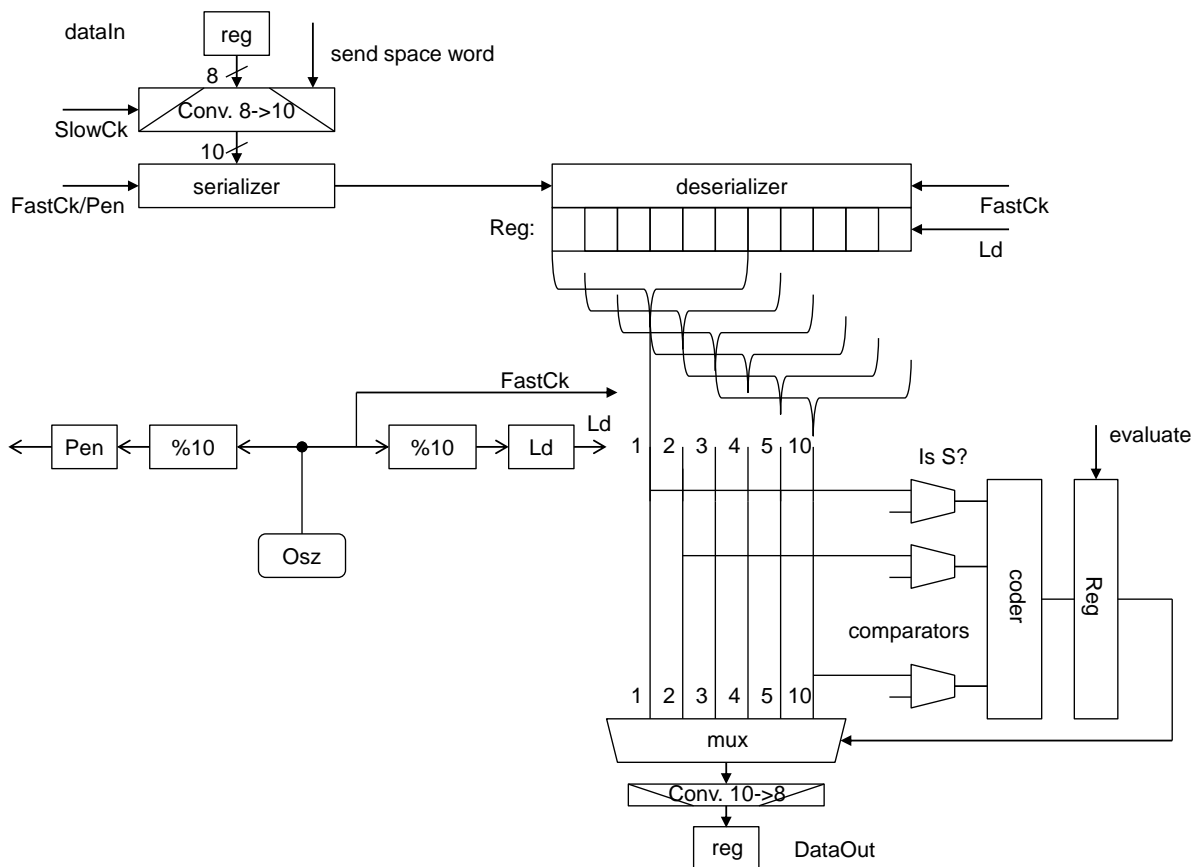 dataIn
reg
send space word
8
Conv. 8->10
SlowCk
10
serializer
deserializer
FastCk/Pen
FastCk
Reg:
Ld
FastCk
Ld
Pen
%10
%10
Ld
1 2 3 4 5 10
evaluate
Is S?
Osz
coder
Reg
comparators
1 2 3 4 5 10
mux
Conv. 10->8
reg
DataOut